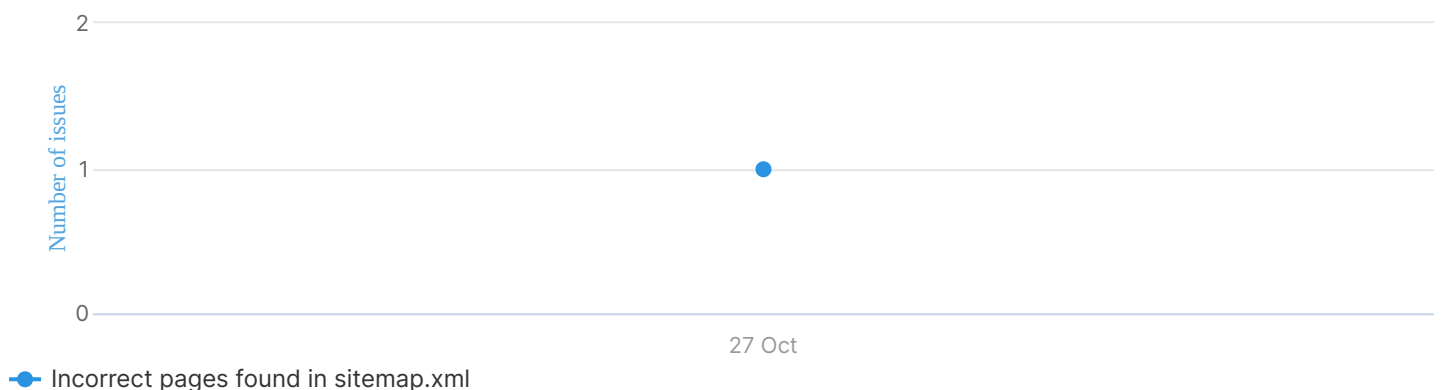 2
Number of issues
1
0
27 Oct
Incorrect pages found in sitemap.xml